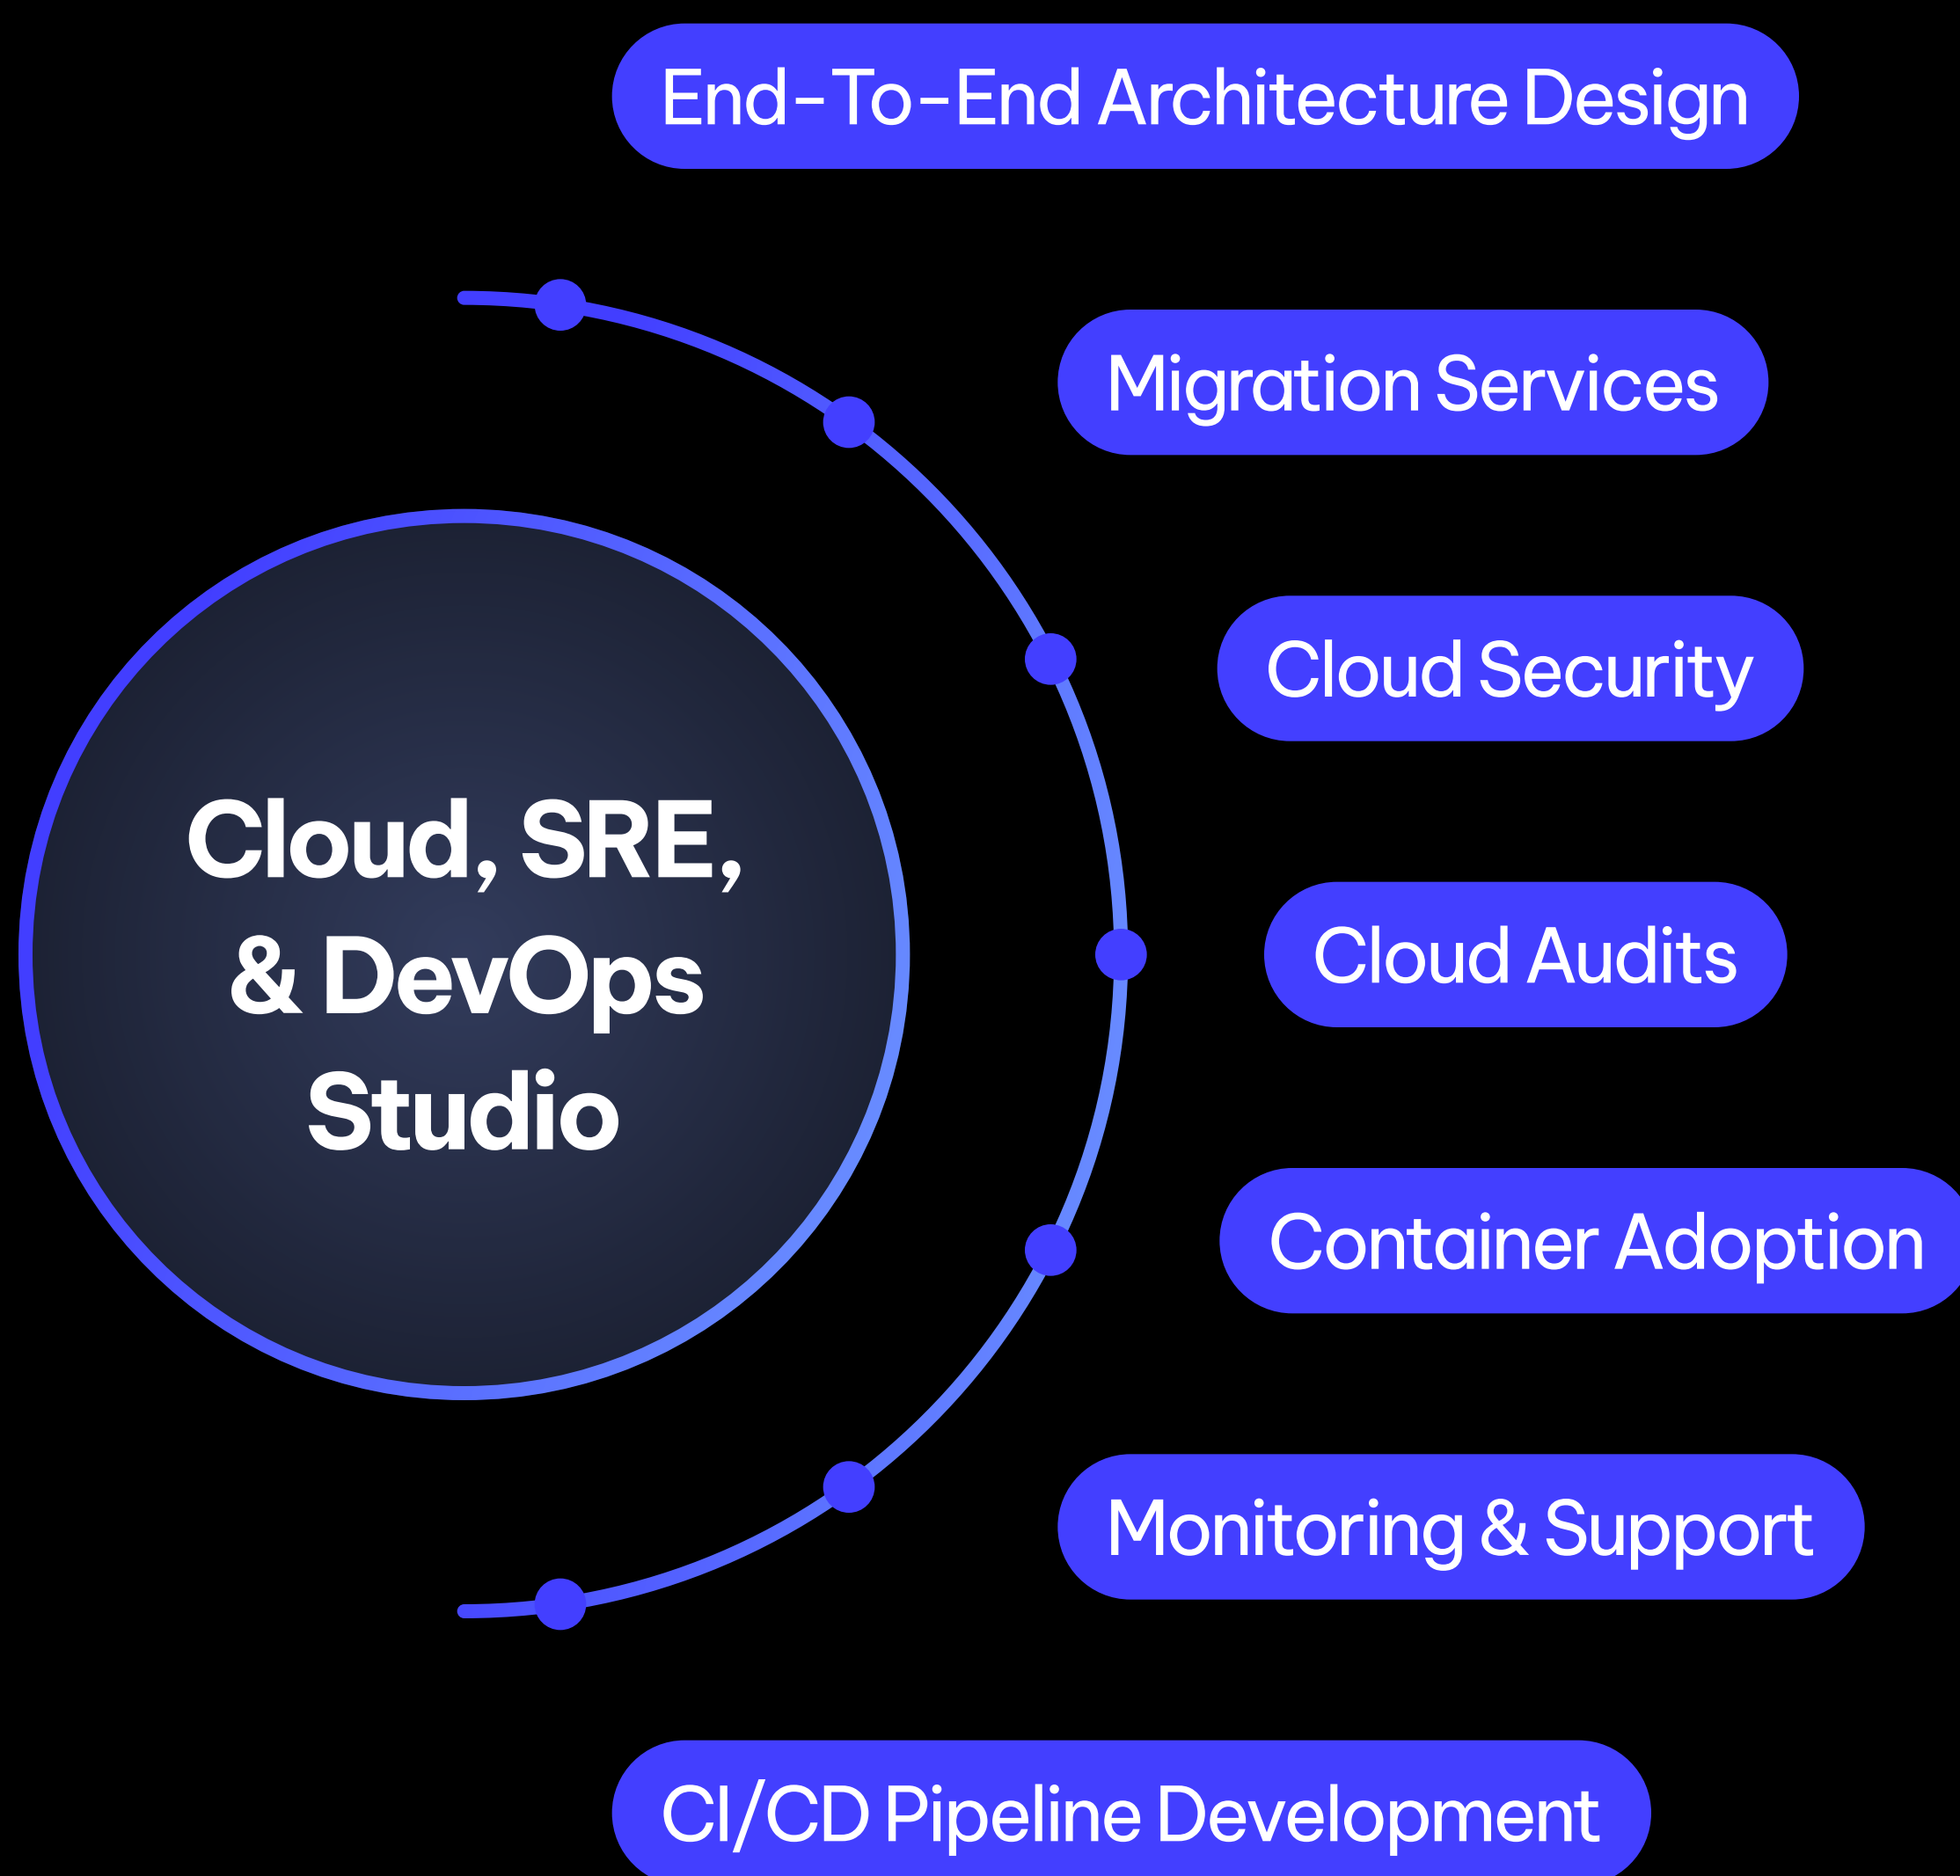 End-To-End Architecture Design
Migration Services
Cloud Security
Cloud, SRE,
& DevOps
Studio
Cloud Audits
Container Adoption
Monitoring & Support
CI/CD Pipeline Development